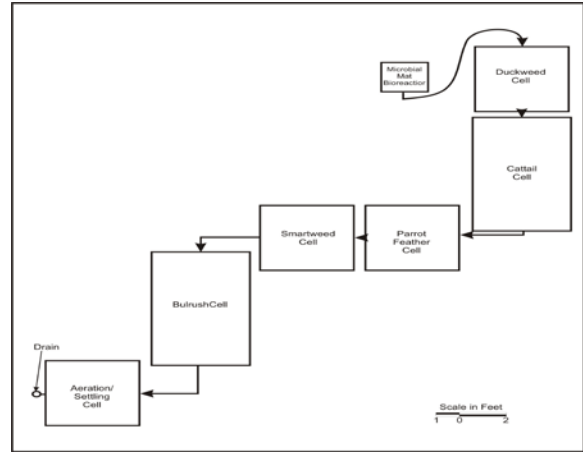 Microbial
Mat
Bioreactior
Duckweed
Cell
Cattail
Cell
Smartweed
Cell
Parrot
Feather
Cell
BulrushCell
Drain
Aeration/
Settling
Cell
Scale in Feet
1 0 2